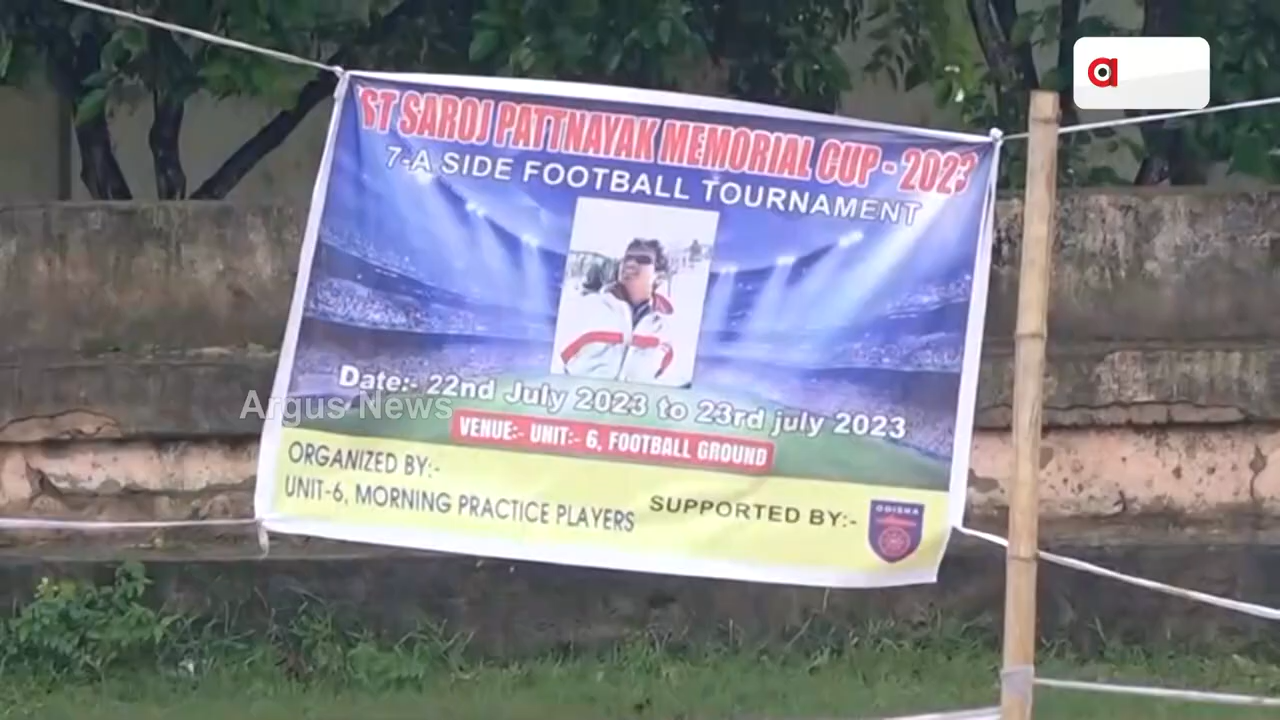 ST SAROJ PATTNAYAK MEMORIAL CUP - 2023
7-A SIDE FOOTBALL TOURNAMENT
Date:- 22nd July 2023 to 23rd july 2023
Argus News
VENUE:- UNIT:- 6, FOOTBALL GROUND
ORGANIZED BY:-
UNIT-6, MORNING PRACTICE PLAYERS
SUPPORTED BY:-
ODISHA
a